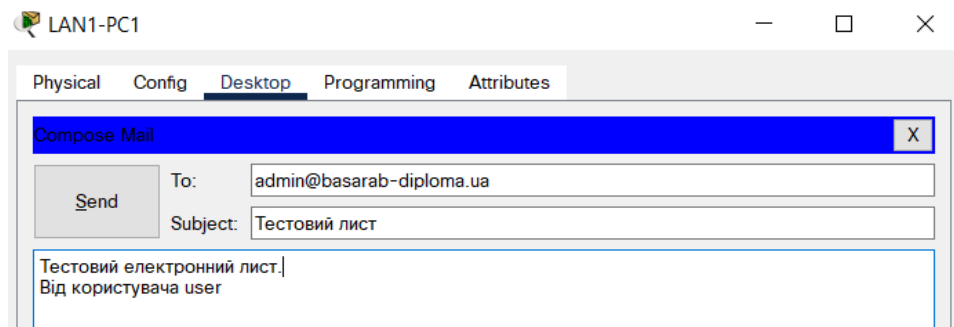 LAN1-PC1
Physical Config Desktop Programming Attributes
Compose Mail X
Send
To: admin@basarab-diploma.ua
Subject: Тестовий лист
Тестовий електронний лист.
Від користувача user